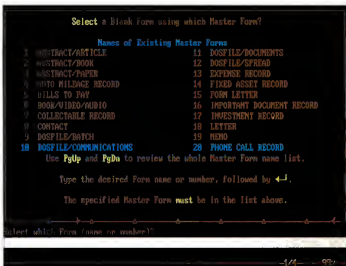 Select a Blank Form using which Master Form?
Names of Existing Master Forms
1 ABSTRACT/ARTICLE 11 DOSFILE/DOCUMENTS
2 ABSTRACT/BOOK 12 DOSFILE/SPREAD
3 ABSTRACT/PAPER 13 EXPENSE RECORD
4 AUTO MILEAGE RECORD 14 FIXED ASSET RECORD
5 BILLS TO PAY 15 FORM LETTER
6 BOOK/VIDEO/AUDIO 16 IMPORTANT DOCUMENT RECORD
7 COLLECTABLE RECORD 17 INVESTMENT RECORD
8 CONTACT 18 LETTER
9 DOSFILE/BATCH 19 MEMO
10 DOSFILE/COMMUNICATIONS 20 PHONE CALL RECORD
Use PgUp and PgDn to review the whole Master Form name list.
Type the desired Form name or number, followed by ↵.
The specified Master Form must be in the list above.
Select which Form (name or number)?